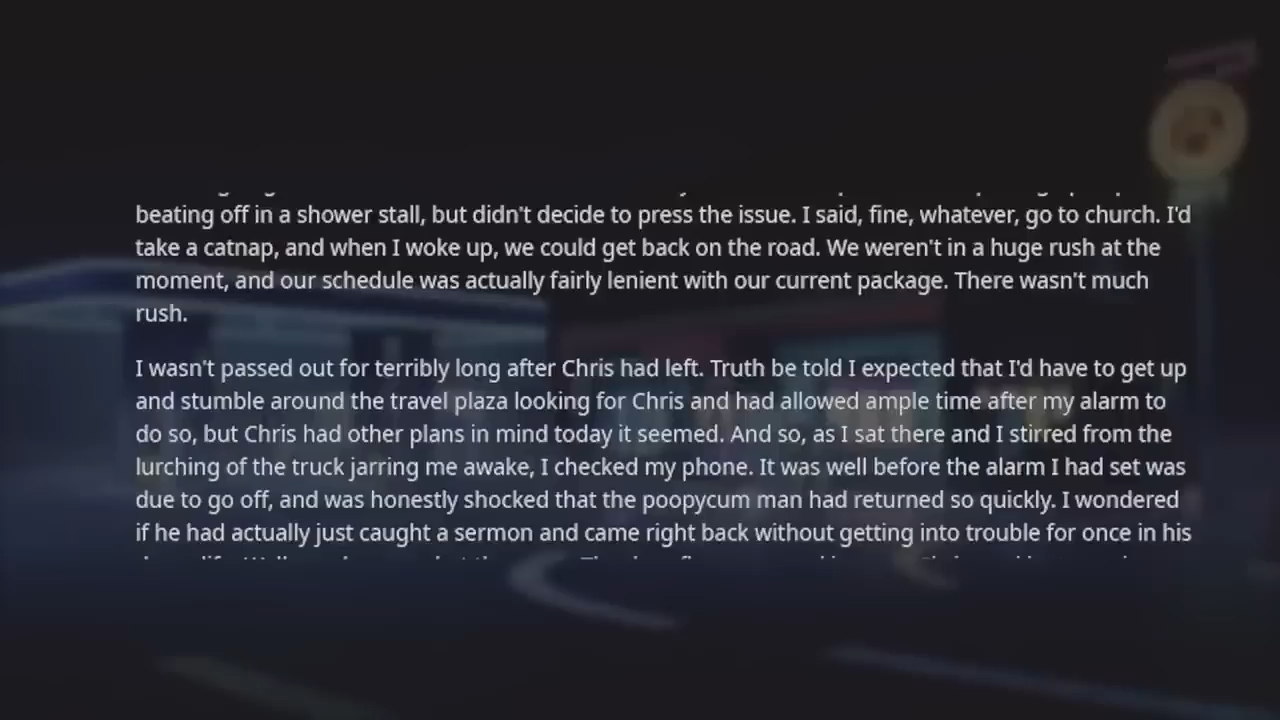 beating off in a shower stall, but didn't decide to press the issue. I said, fine, whatever, go to church. I'd
take a catnap, and when I woke up, we could get back on the road. We weren't in a huge rush at the
moment, and our schedule was actually fairly lenient with our current package. There wasn't much
rush.
I wasn't passed out for terribly long after Chris had left. Truth be told I expected that I'd have to get up
and stumble around the travel plaza looking for Chris and had allowed ample time after my alarm to
do so, but Chris had other plans in mind today it seemed. And so, as I sat there and I stirred from the
lurching of the truck jarring me awake, I checked my phone. It was well before the alarm I had set was
due to go off, and was honestly shocked that the poopycum man had returned so quickly. I wondered
if he had actually just caught a sermon and came right back without getting into trouble for once in his